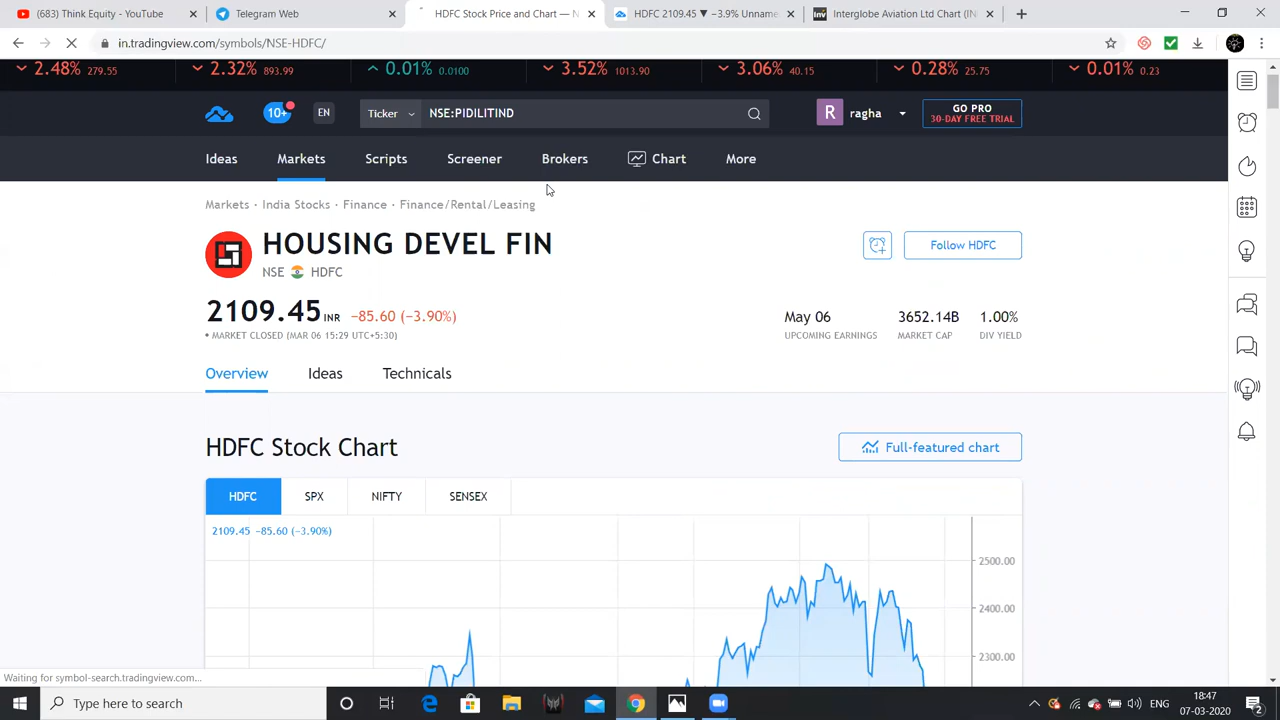 (683) Think Equity - YouTube
Telegram Web
HDFC Stock Price and Chart —
HDFC 2109.45 ▼ −3.9% Unname
Inv
Interglobe Aviation Ltd Chart (IN
in.tradingview.com/symbols/NSE-HDFC/
2.48% 279.55
2.32% 893.99
0.01% 0.0100
3.52% 1013.90
3.06% 40.15
0.28% 25.75
0.01% 0.23
10+
EN
Ticker
NSE:PIDILITIND
R
ragha
GO PRO
30-DAY FREE TRIAL
Ideas
Markets
Scripts
Screener
Brokers
Chart
More
Markets · India Stocks · Finance · Finance/Rental/Leasing
HOUSING DEVEL FIN
NSE HDFC
Follow HDFC
2109.45 INR −85.60 (−3.90%)
• MARKET CLOSED (MAR 06 15:29 UTC+5:30)
May 06
UPCOMING EARNINGS
3652.14B
MARKET CAP
1.00%
DIV YIELD
Overview
Ideas
Technicals
HDFC Stock Chart
Full-featured chart
HDFC
SPX
NIFTY
SENSEX
2109.45 −85.60 (−3.90%)
2500.00
2400.00
2300.00
Waiting for symbol-search.tradingview.com...
Type here to search
ENG
18:47
07-03-2020
2